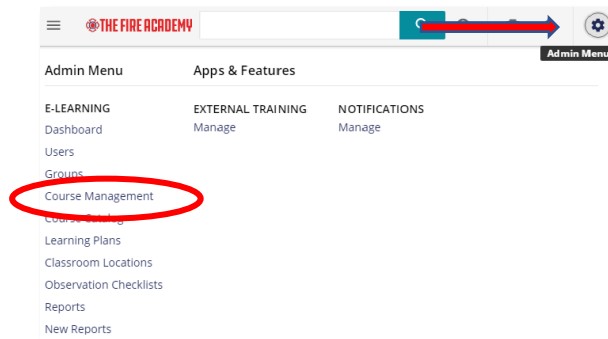 THE FIRE ACADEMY
Admin Menu
Admin Menu
Apps & Features
E-LEARNING
Dashboard
Users
Groups
Course Management
Course Catalog
Learning Plans
Classroom Locations
Observation Checklists
Reports
New Reports
EXTERNAL TRAINING
Manage
NOTIFICATIONS
Manage